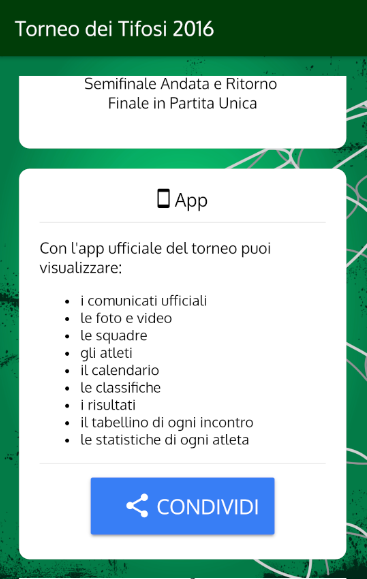 Torneo dei Tifosi 2016
Semifinale Andata e Ritorno
Finale in Partita Unica
App
Con l'app ufficiale del torneo puoi
visualizzare:
• i comunicati ufficiali
• le foto e video
• le squadre
• gli atleti
• il calendario
• le classifiche
• i risultati
• il tabellino di ogni incontro
• le statistiche di ogni atleta
CONDIVIDI